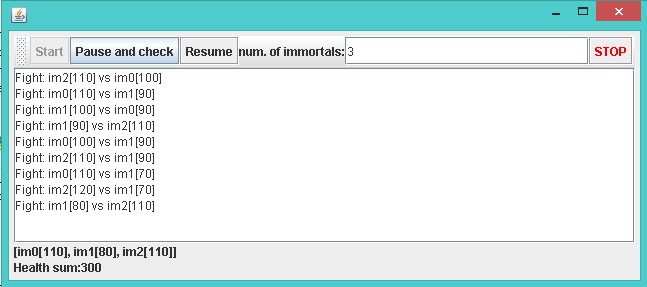 Start Pause and check Resume num. of immortals: 3 STOP
Fight: im2[110] vs im0[100]
Fight: im0[110] vs im1[90]
Fight: im1[100] vs im0[90]
Fight: im1[90] vs im2[110]
Fight: im0[100] vs im1[90]
Fight: im2[110] vs im1[90]
Fight: im0[110] vs im1[70]
Fight: im2[120] vs im1[70]
Fight: im1[80] vs im2[110]
[im0[110], im1[80], im2[110]]
Health sum:300